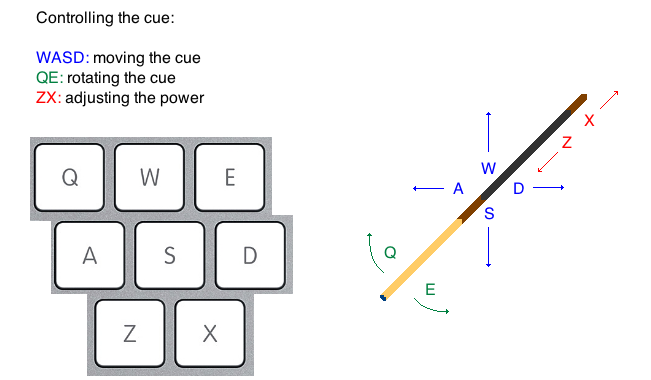 Controlling the cue:
WASD: moving the cue
QE: rotating the cue
ZX: adjusting the power
Q W E
A S D
Z X
X
Z
W
A D
S
Q
E